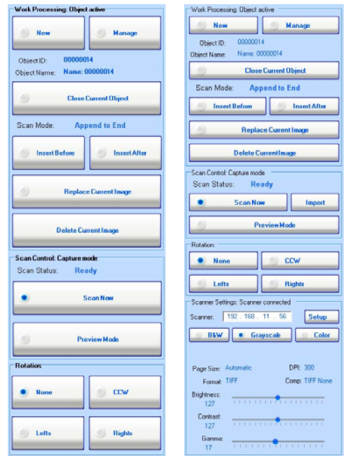 Work Processing: Object active
New
Manage
Object ID: 00000014
Object Name: Name: 00000014
Close Current Object
Scan Mode: Append to End
Insert Before
Insert After
Replace Current Image
Delete Current Image
Scan Control: Capture mode
Scan Status: Ready
Scan Now
Preview Mode
Rotation:
None
CCW
Lefts
Rights
Work Processing: Object active
New
Manage
Object ID: 00000014
Object Name: Name: 00000014
Close Current Object
Scan Mode: Append to End
Insert Before
Insert After
Replace Current Image
Delete Current Image
Scan Control: Capture mode
Scan Status: Ready
Scan Now
Import
Preview Mode
Rotation:
None
CCW
Lefts
Rights
Scanner Settings: Scanner connected
Scanner: 192 . 168 . 11 . 56
Setup
B&W
Grayscale
Color
Page Size: Automatic DPI: 300
Format: TIFF Comp: TIFF None
Brightness:
127
Contrast:
127
Gamma:
17